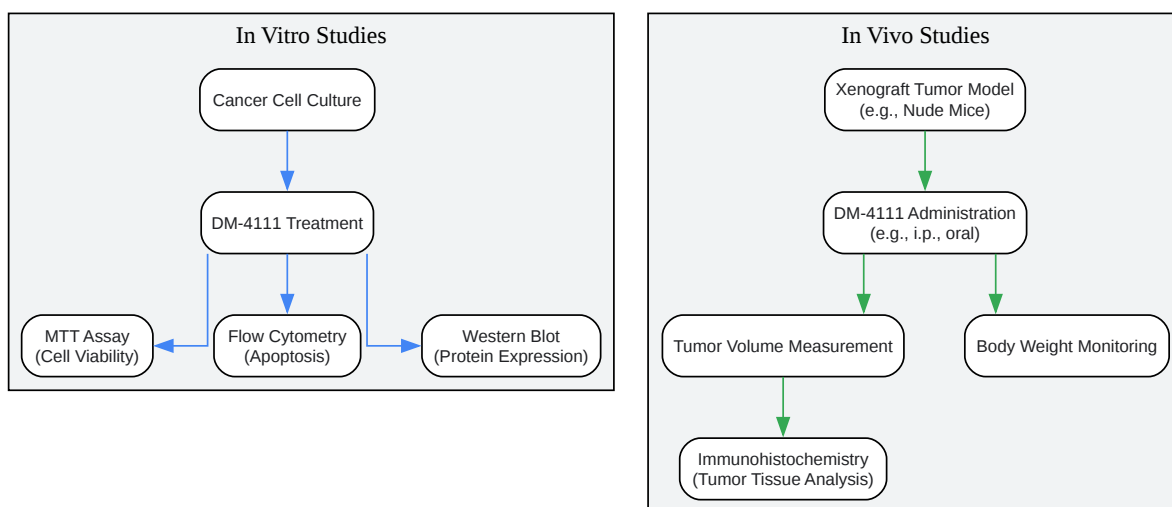 In Vitro Studies
Cancer Cell Culture
DM-4111 Treatment
MTT Assay
(Cell Viability)
Flow Cytometry
(Apoptosis)
Western Blot
(Protein Expression)
In Vivo Studies
Xenograft Tumor Model
(e.g., Nude Mice)
DM-4111 Administration
(e.g., i.p., oral)
Tumor Volume Measurement
Body Weight Monitoring
Immunohistochemistry
(Tumor Tissue Analysis)